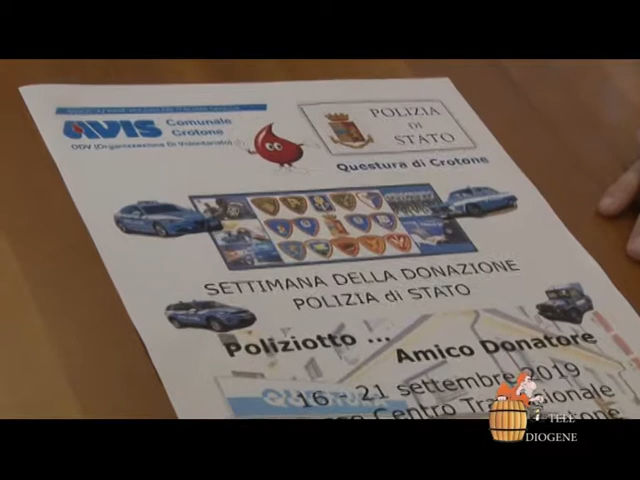 AVIS Comunale
Crotone
ODV (Organizzazione Di Volontariato)
POLIZIA
DI
STATO
Questura di Crotone
SETTIMANA DELLA DONAZIONE
POLIZIA di STATO
Poliziotto ...
Amico Donatore
16 - 21 settembre 2019
Centro
QUESTURA
TELE
DIOGENE